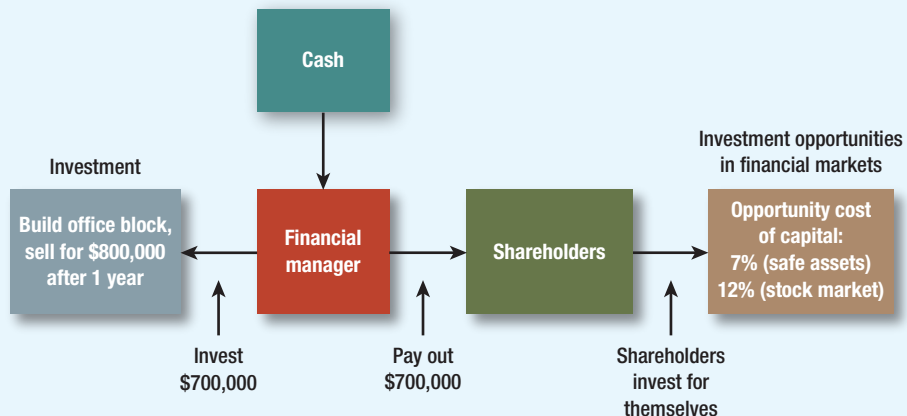 Cash
Investment
Build office block,
sell for $800,000
after 1 year
Financial
manager
Shareholders
Investment opportunities
in financial markets
Opportunity cost
of capital:
7% (safe assets)
12% (stock market)
Invest
$700,000
Pay out
$700,000
Shareholders
invest for
themselves